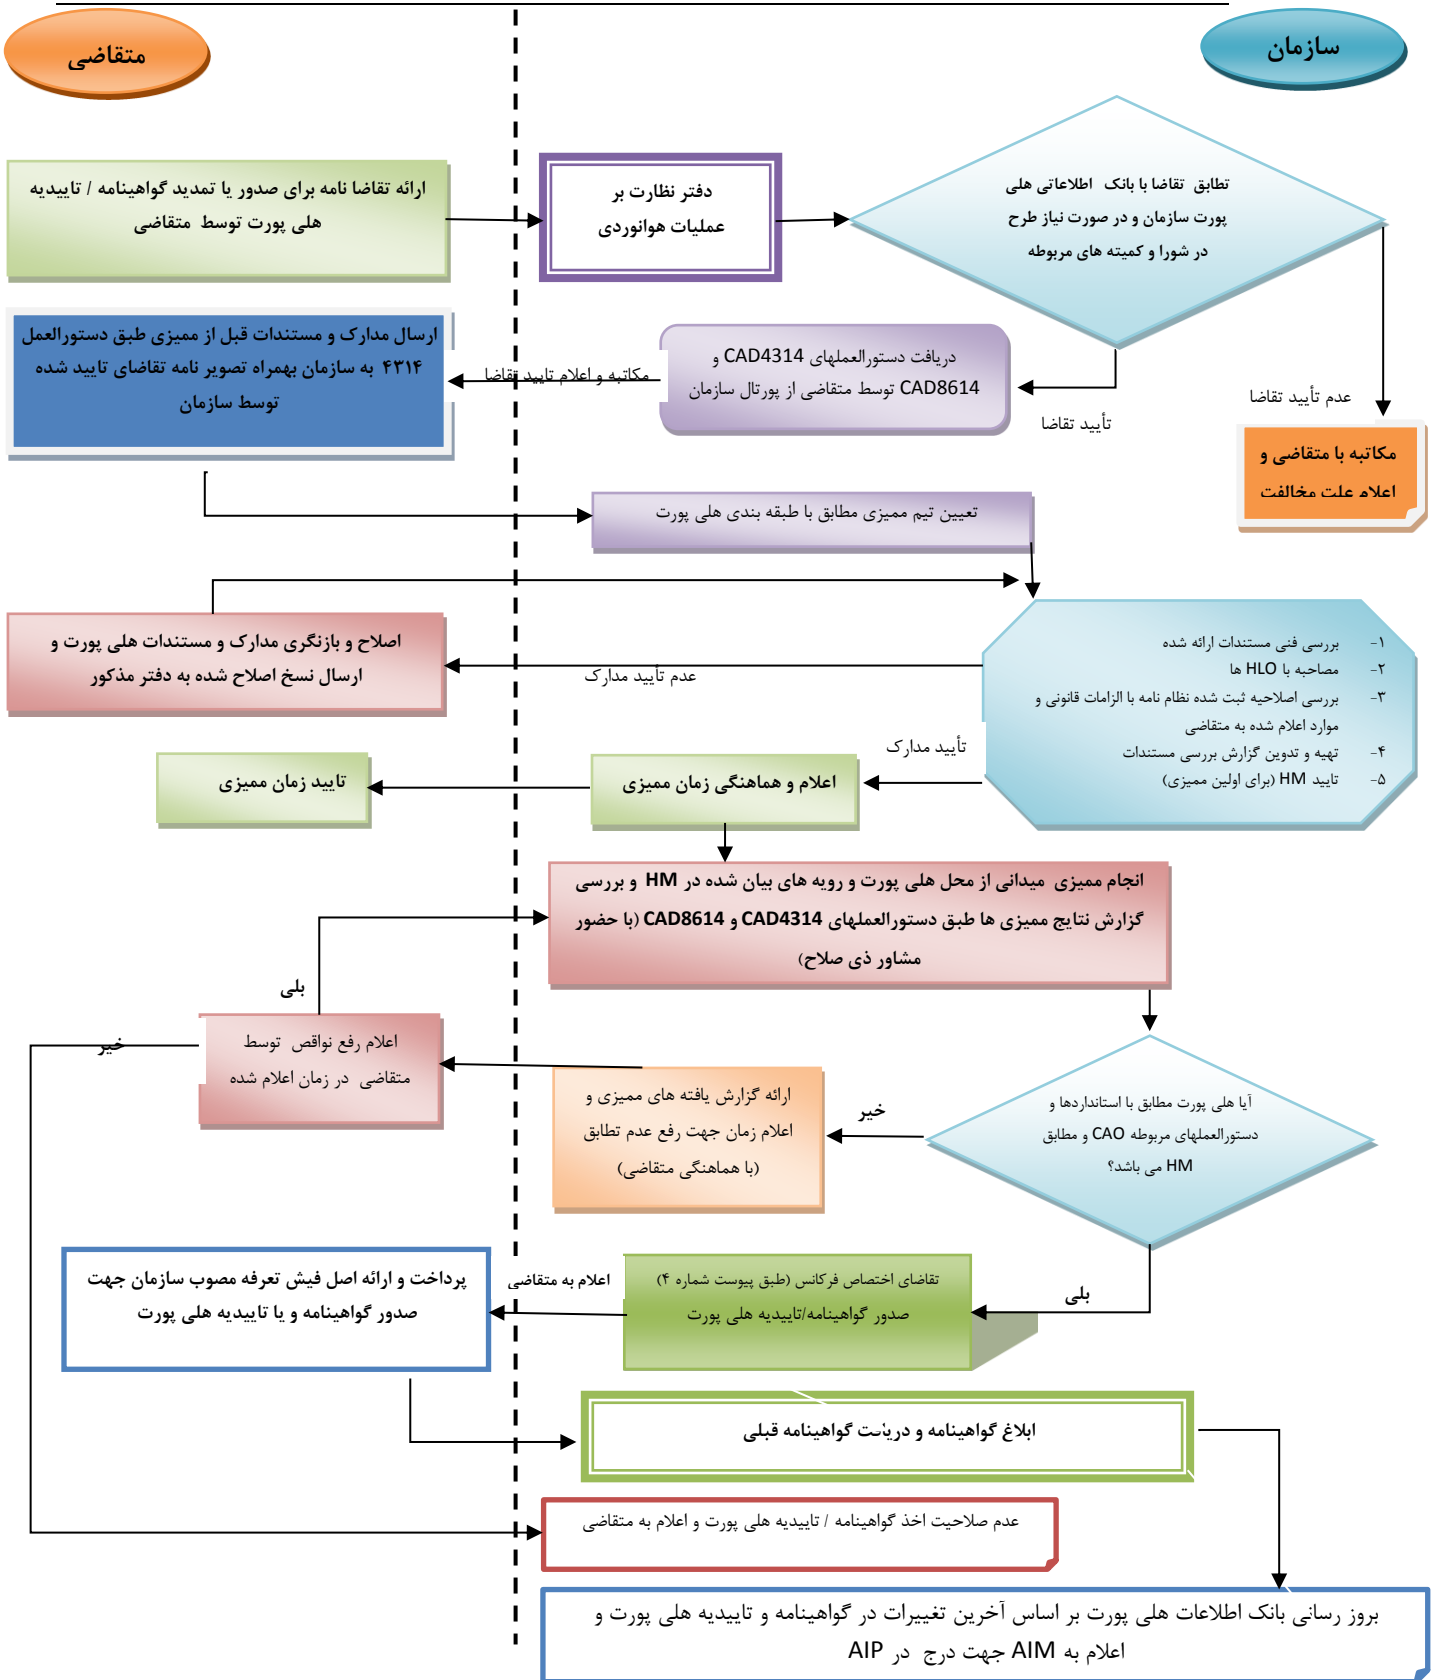 سازمان
متقاضی
ارائه تقاضا نامه برای صدور یا تمدید گواهینامه / تاییدیه
هلی پورت توسط متقاضی
دفتر نظارت بر
عملیات هوانوردی
تطابق تقاضا با بانک اطلاعاتی هلی
پورت سازمان و در صورت نیاز طرح
در شورا و کمیته های مربوطه
عدم تأیید تقاضا
مکاتبه با متقاضی و
اعلام علت مخالفت
تأیید تقاضا
دریافت دستورالعملهای CAD4314 و
CAD8614 توسط متقاضی از پورتال سازمان
مکاتبه و اعلام تایید تقاضا
ارسال مدارک و مستندات قبل از ممیزی طبق دستورالعمل
۴۳۱۴ به سازمان بهمراه تصویر نامه تقاضای تایید شده
توسط سازمان
تعیین تیم ممیزی مطابق با طبقه بندی هلی پورت
۱- بررسی فنی مستندات ارائه شده
۲- مصاحبه با HLO ها
۳- بررسی اصلاحیه ثبت شده نظام نامه با الزامات قانونی و
موارد اعلام شده به متقاضی
۴- تهیه و تدوین گزارش بررسی مستندات
۵- تایید HM (برای اولین ممیزی)
عدم تأیید مدارک
اصلاح و بازنگری مدارک و مستندات هلی پورت و
ارسال نسخ اصلاح شده به دفتر مذکور
تأیید مدارک
اعلام و هماهنگی زمان ممیزی
تایید زمان ممیزی
انجام ممیزی میدانی از محل هلی پورت و رویه های بیان شده در HM و بررسی
گزارش نتایج ممیزی ها طبق دستورالعملهای CAD4314 و CAD8614 (با حضور
مشاور ذی صلاح)
آیا هلی پورت مطابق با استانداردها و
دستورالعملهای مربوطه CAO و مطابق
HM می باشد؟
خیر
ارائه گزارش یافته های ممیزی و
اعلام زمان جهت رفع عدم تطابق
(با هماهنگی متقاضی)
اعلام رفع نواقص توسط
متقاضی در زمان اعلام شده
بلی
خیر
بلی
تقاضای اختصاص فرکانس (طبق پیوست شماره ۴)
صدور گواهینامه/تاییدیه هلی پورت
اعلام به متقاضی
پرداخت و ارائه اصل فیش تعرفه مصوب سازمان جهت
صدور گواهینامه و یا تاییدیه هلی پورت
ابلاغ گواهینامه و دریافت گواهینامه قبلی
عدم صلاحیت اخذ گواهینامه / تاییدیه هلی پورت و اعلام به متقاضی
بروز رسانی بانک اطلاعات هلی پورت بر اساس آخرین تغییرات در گواهینامه و تاییدیه هلی پورت و
اعلام به AIM جهت درج در AIP